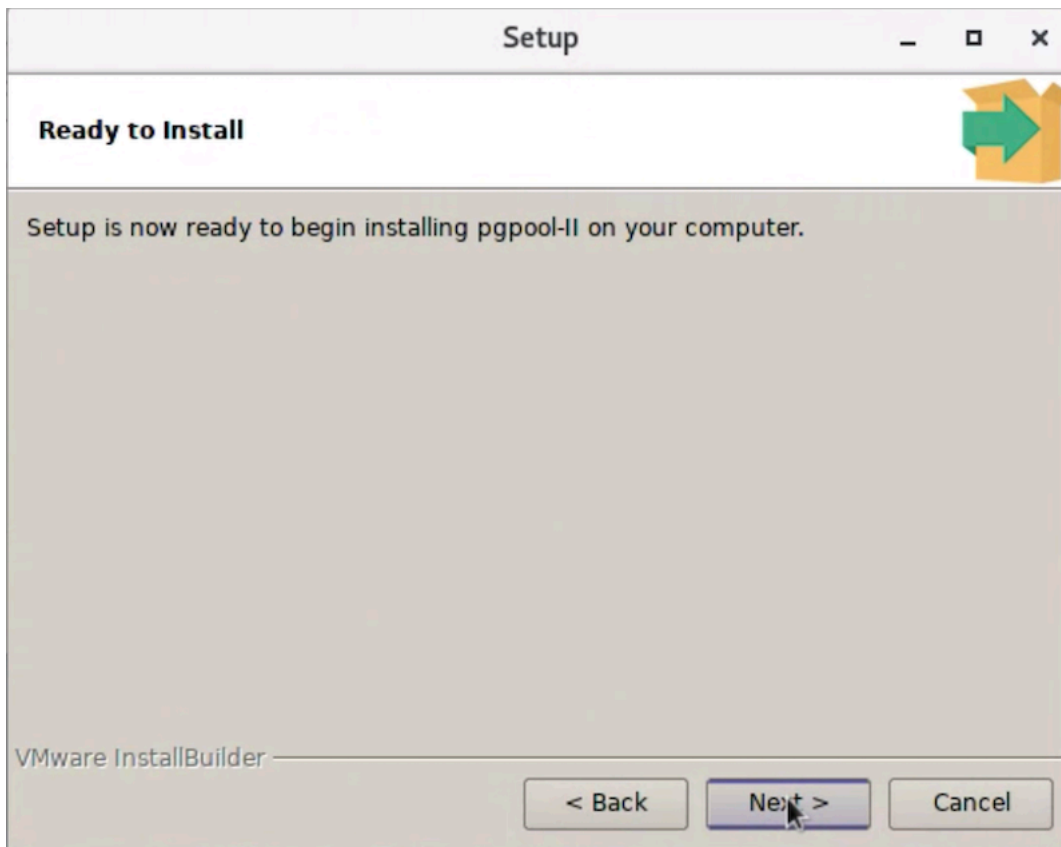 Setup
Ready to Install
Setup is now ready to begin installing pgpool-II on your computer.
VMware InstallBuilder
< Back
Next >
Cancel